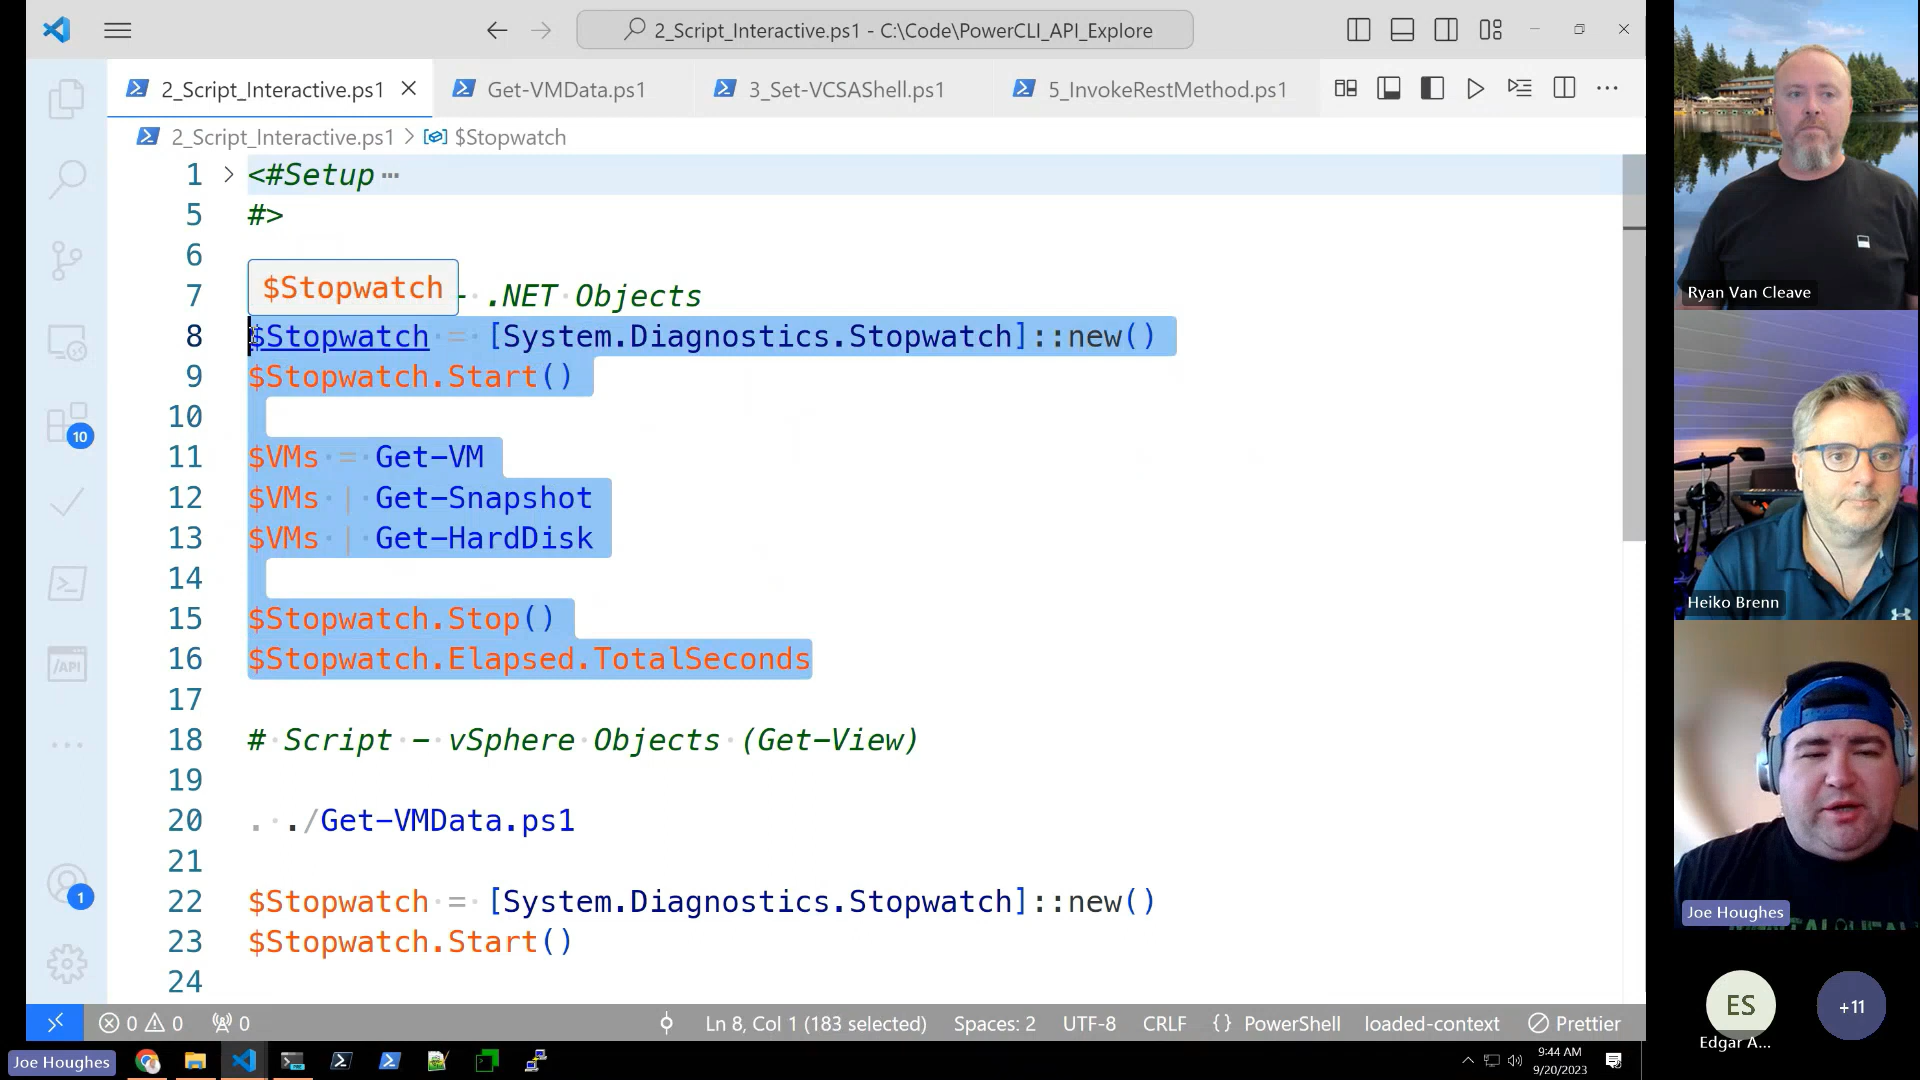 2_Script_Interactive.ps1 - C:\Code\PowerCLI_API_Explore
2_Script_Interactive.ps1
Get-VMData.ps1
3_Set-VCSAShell.ps1
5_InvokeRestMethod.ps1
2_Script_Interactive.ps1 > $Stopwatch
1 <#Setup ⋯
5 #>
6
$Stopwatch
7 - .NET Objects
8 $Stopwatch = [System.Diagnostics.Stopwatch]::new()
9 $Stopwatch.Start()
10
11 $VMs = Get-VM
12 $VMs | Get-Snapshot
13 $VMs | Get-HardDisk
14
15 $Stopwatch.Stop()
16 $Stopwatch.Elapsed.TotalSeconds
17
18 # Script - vSphere Objects (Get-View)
19
20 . ./Get-VMData.ps1
21
22 $Stopwatch = [System.Diagnostics.Stopwatch]::new()
23 $Stopwatch.Start()
24
10
/API
1
0 0 0
Ln 8, Col 1 (183 selected)
Spaces: 2
UTF-8
CRLF
{} PowerShell
loaded-context
Prettier
Joe Houghes
9:44 AM
9/20/2023
Ryan Van Cleave
Heiko Brenn
Joe Houghes
ES
Edgar A...
+11